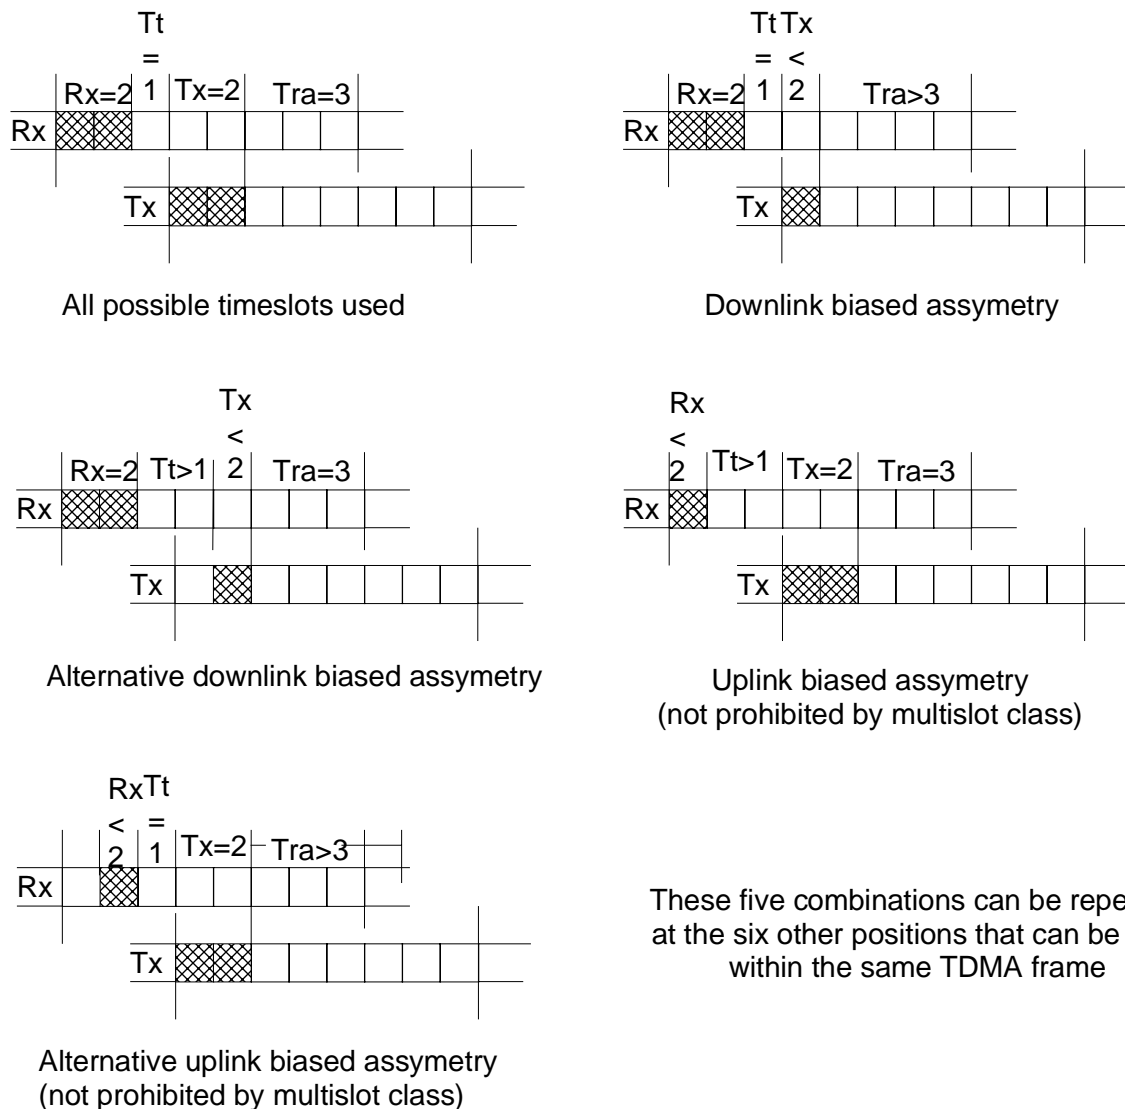 Tt
=
1
Rx=2
Tx=2
Tra=3
Rx
Tx
All possible timeslots used
Tt Tx
= <
1 2
Rx=2
Tra>3
Rx
Tx
Downlink biased assymetry
Tx
<
2
Rx=2
Tt>1
Tra=3
Rx
Tx
Alternative downlink biased assymetry
Rx
<
2
Tt>1
Tx=2
Tra=3
Rx
Tx
Uplink biased assymetry
(not prohibited by multislot class)
RxTt
< =
2 1
Tx=2
Tra>3
Rx
Tx
Alternative uplink biased assymetry
(not prohibited by multislot class)
These five combinations can be
at the six other positions that can be
within the same TDMA frame